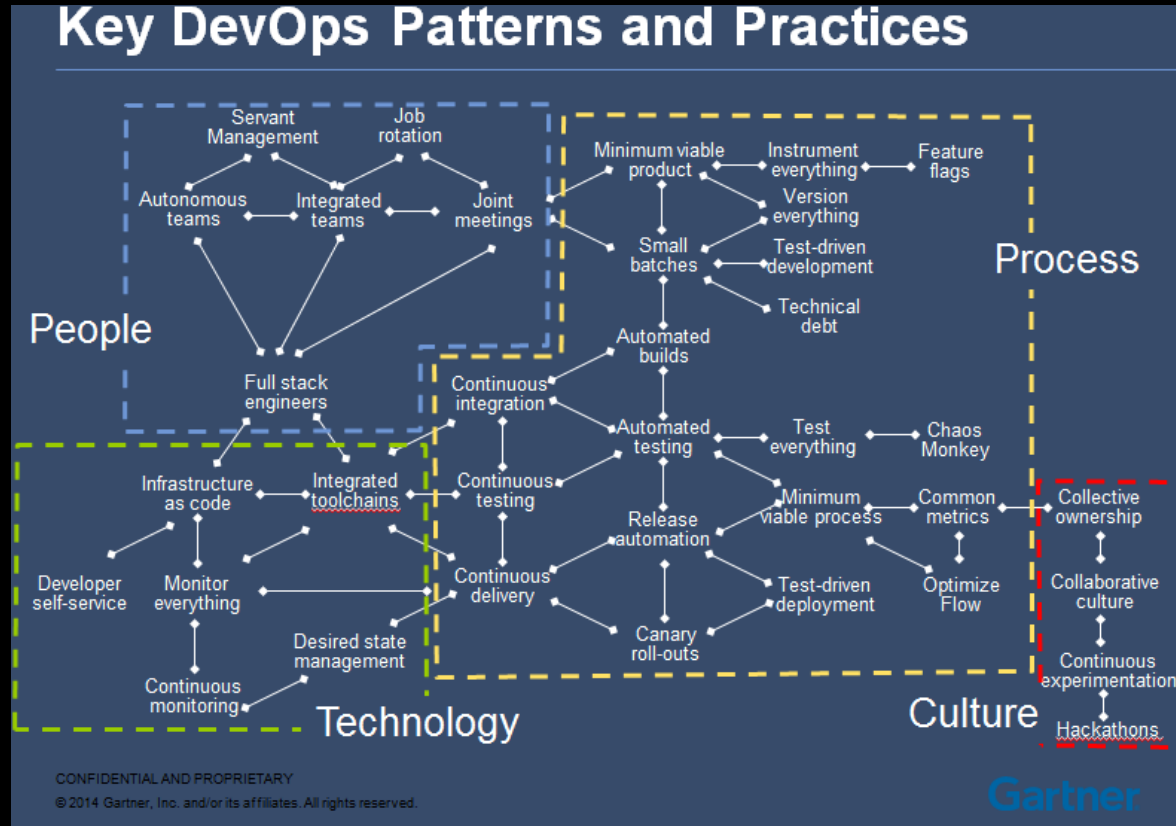 Key DevOps Patterns and Practices
Servant
Management
Job
rotation
Autonomous
teams
Integrated
teams
Joint
meetings
People
Full stack
engineers
Minimum viable
product
Instrument
everything
Feature
flags
Version
everything
Small
batches
Test-driven
development
Technical
debt
Process
Automated
builds
Continuous
integration
Automated
testing
Test
everything
Chaos
Monkey
Continuous
testing
Minimum
viable process
Common
metrics
Release
automation
Continuous
delivery
Test-driven
deployment
Optimize
Flow
Canary
roll-outs
Infrastructure
as code
Integrated
toolchains
Developer
self-service
Monitor
everything
Desired state
management
Continuous
monitoring
Technology
Collective
ownership
Collaborative
culture
Continuous
experimentation
Hackathons
Culture
CONFIDENTIAL AND PROPRIETARY
© 2014 Gartner, Inc. and/or its affiliates. All rights reserved.
Gartner